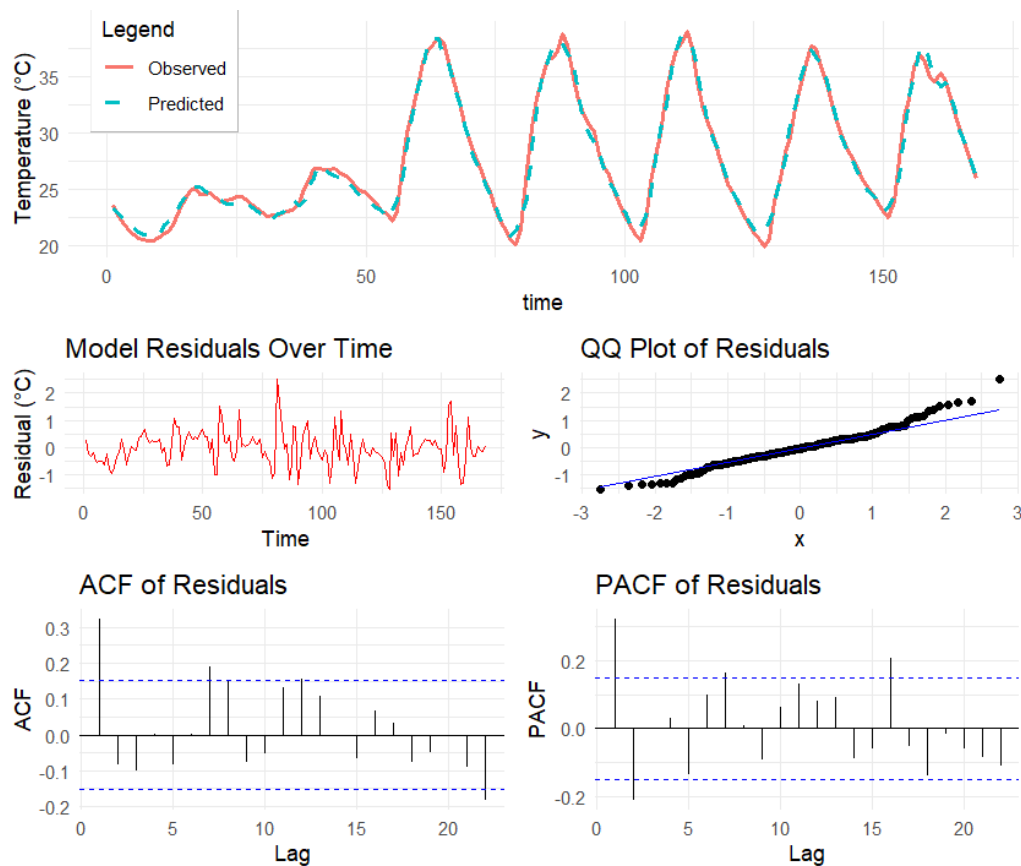 Legend
Observed
Predicted
Temperature (°C)
35
30
25
20
0
50
100
150
time
Model Residuals Over Time
Residual (°C)
2
1
0
-1
0
50
100
150
Time
QQ Plot of Residuals
y
2
1
0
-1
-3
-2
-1
0
1
2
3
x
ACF of Residuals
ACF
0.3
0.2
0.1
0.0
-0.1
-0.2
0
5
10
15
20
Lag
PACF of Residuals
PACF
0.2
0.0
-0.2
0
5
10
15
20
Lag